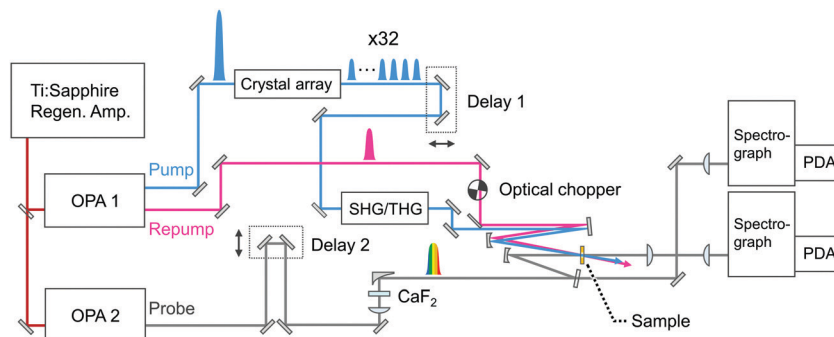 x32
Ti:Sapphire
Regen. Amp.
Crystal array
Delay 1
Spectro-
graph
PDA
Pump
OPA 1
Repump
Optical chopper
SHG/THG
Spectro-
graph
PDA
Delay 2
OPA 2
Probe
CaF₂
Sample